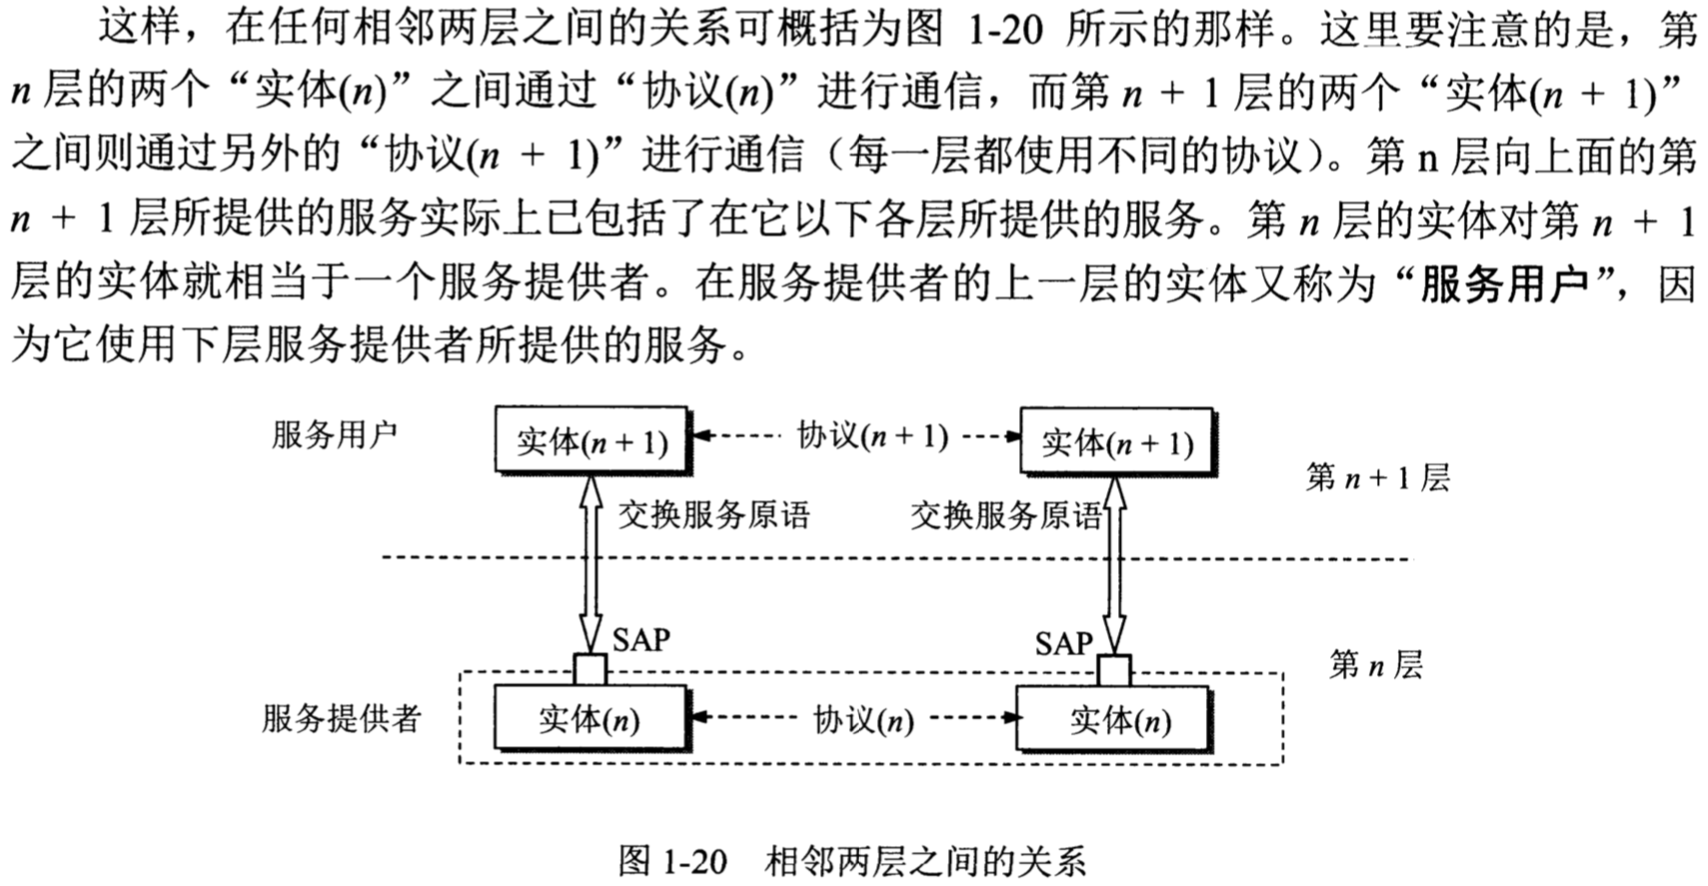 这样，在任何相邻两层之间的关系可概括为图 1-20 所示的那样。这里要注意的是，第
n 层的两个“实体(n)”之间通过“协议(n)”进行通信，而第 n + 1 层的两个“实体(n + 1)”
之间则通过另外的“协议(n + 1)”进行通信（每一层都使用不同的协议）。第 n 层向上面的第
n + 1 层所提供的服务实际上已包括了在它以下各层所提供的服务。第 n 层的实体对第 n + 1
层的实体就相当于一个服务提供者。在服务提供者的上一层的实体又称为“服务用户”，因
为它使用下层服务提供者所提供的服务。
服务用户 实体(n + 1) 协议(n + 1) 实体(n + 1)
第 n + 1 层
交换服务原语 交换服务原语
SAP SAP
第 n 层
服务提供者 实体(n) 协议(n) 实体(n)
图 1-20 相邻两层之间的关系